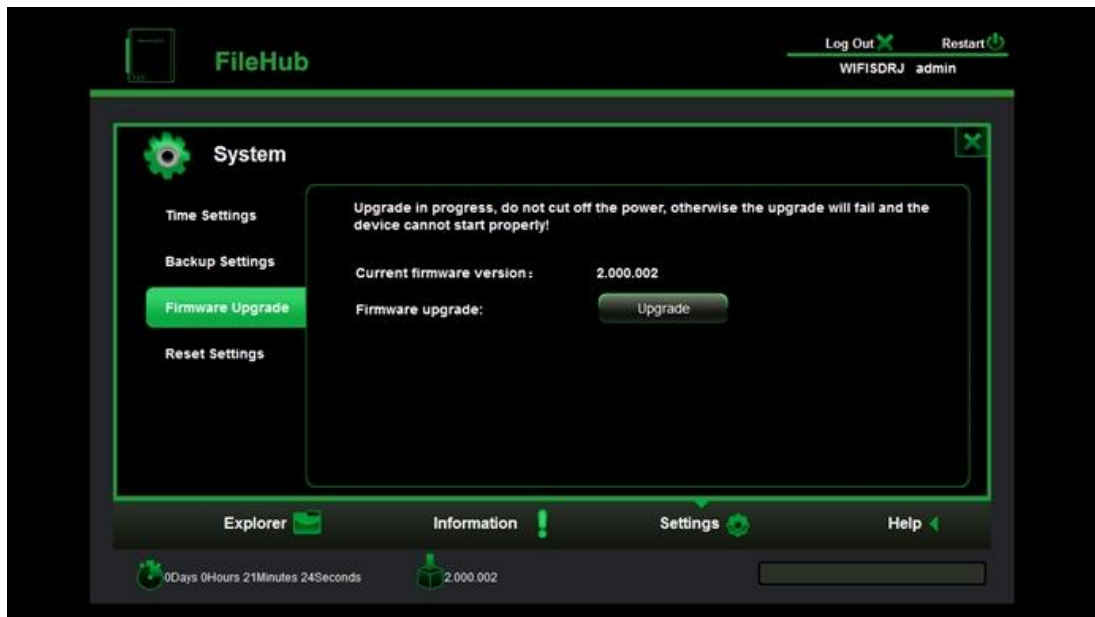 FileHub
Log Out
Restart
WIFISDRJ admin
System
Time Settings
Backup Settings
Firmware Upgrade
Reset Settings
Upgrade in progress, do not cut off the power, otherwise the upgrade will fail and the
device cannot start properly!
Current firmware version： 2.000.002
Firmware upgrade: Upgrade
Explorer
Information
Settings
Help
0Days 0Hours 21Minutes 24Seconds
2.000.002